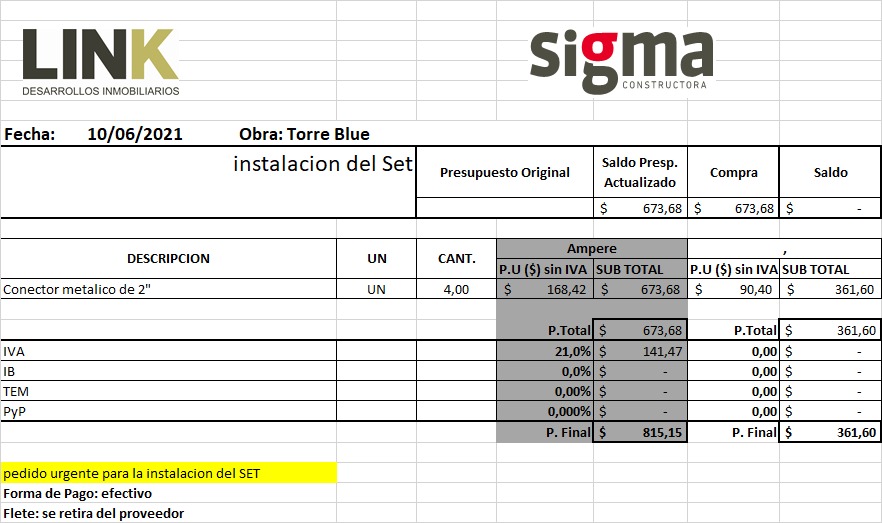 LINK
DESARROLLOS INMOBILIARIOS
sigma
CONSTRUCTORA
Fecha: 10/06/2021 Obra: Torre Blue
instalacion del Set Presupuesto Original Saldo Presp. Actualizado Compra Saldo
$ 673,68 $ 673,68 $ -
DESCRIPCION UN CANT. Ampere ,
P.U ($) sin IVA SUB TOTAL P.U ($) sin IVA SUB TOTAL
Conector metalico de 2" UN 4,00 $ 168,42 $ 673,68 $ 90,40 $ 361,60
P.Total $ 673,68 P.Total $ 361,60
IVA 21,0% $ 141,47 0,00 $ -
IB 0,0% $ - 0,00 $ -
TEM 0,00% $ - 0,00 $ -
PyP 0,000% $ - 0,00 $ -
P. Final $ 815,15 P. Final $ 361,60
pedido urgente para la instalacion del SET
Forma de Pago: efectivo
Flete: se retira del proveedor